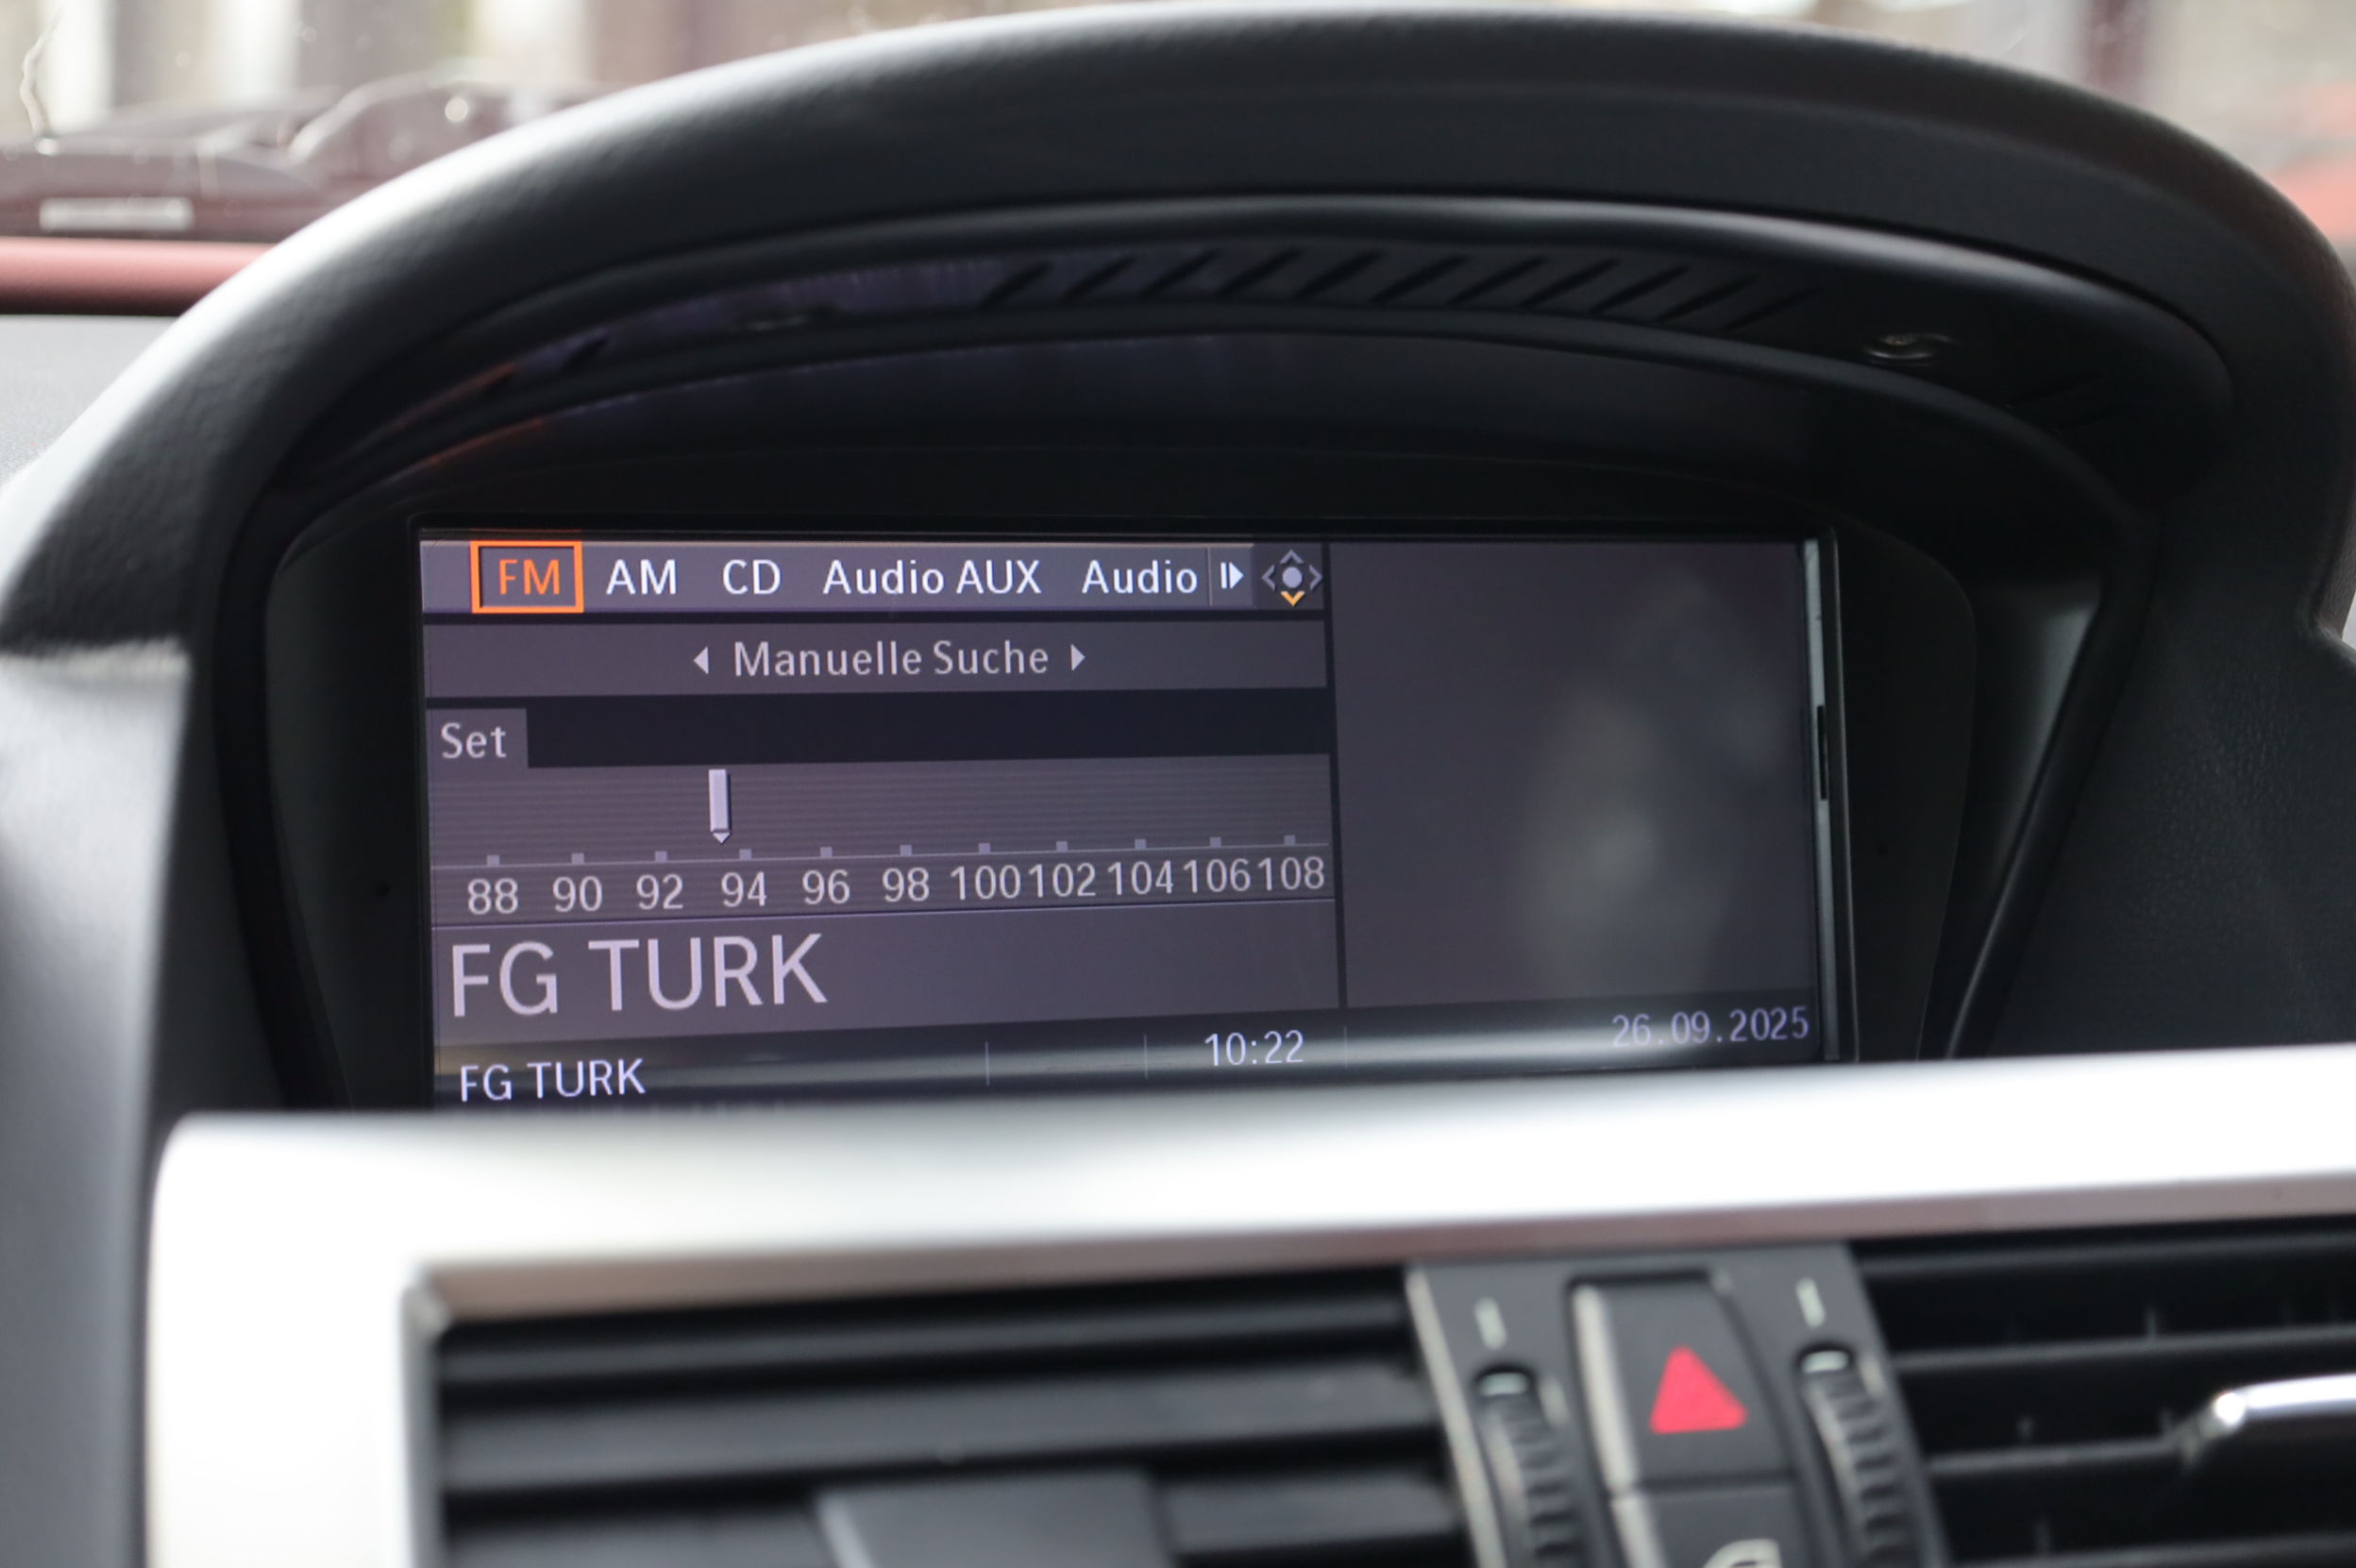 FM AM CD Audio AUX Audio
Manuelle Suche
Set
88 90 92 94 96 98 100 102 104 106 108
FG TURK
FG TURK 10:22 26.09.2025